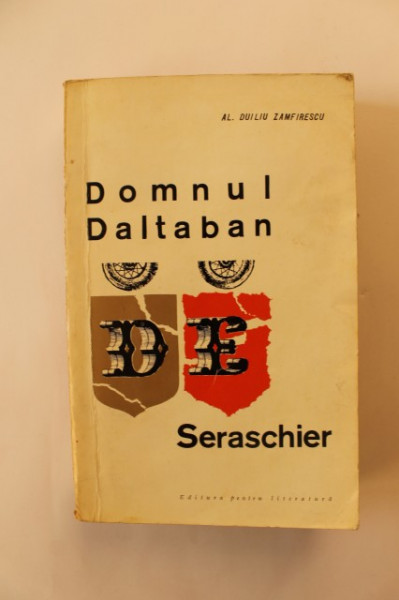 AL. DUILIU ZAMFIRESCU
Domnul
Daltaban
DE
Seraschier
Editura pentru literatură